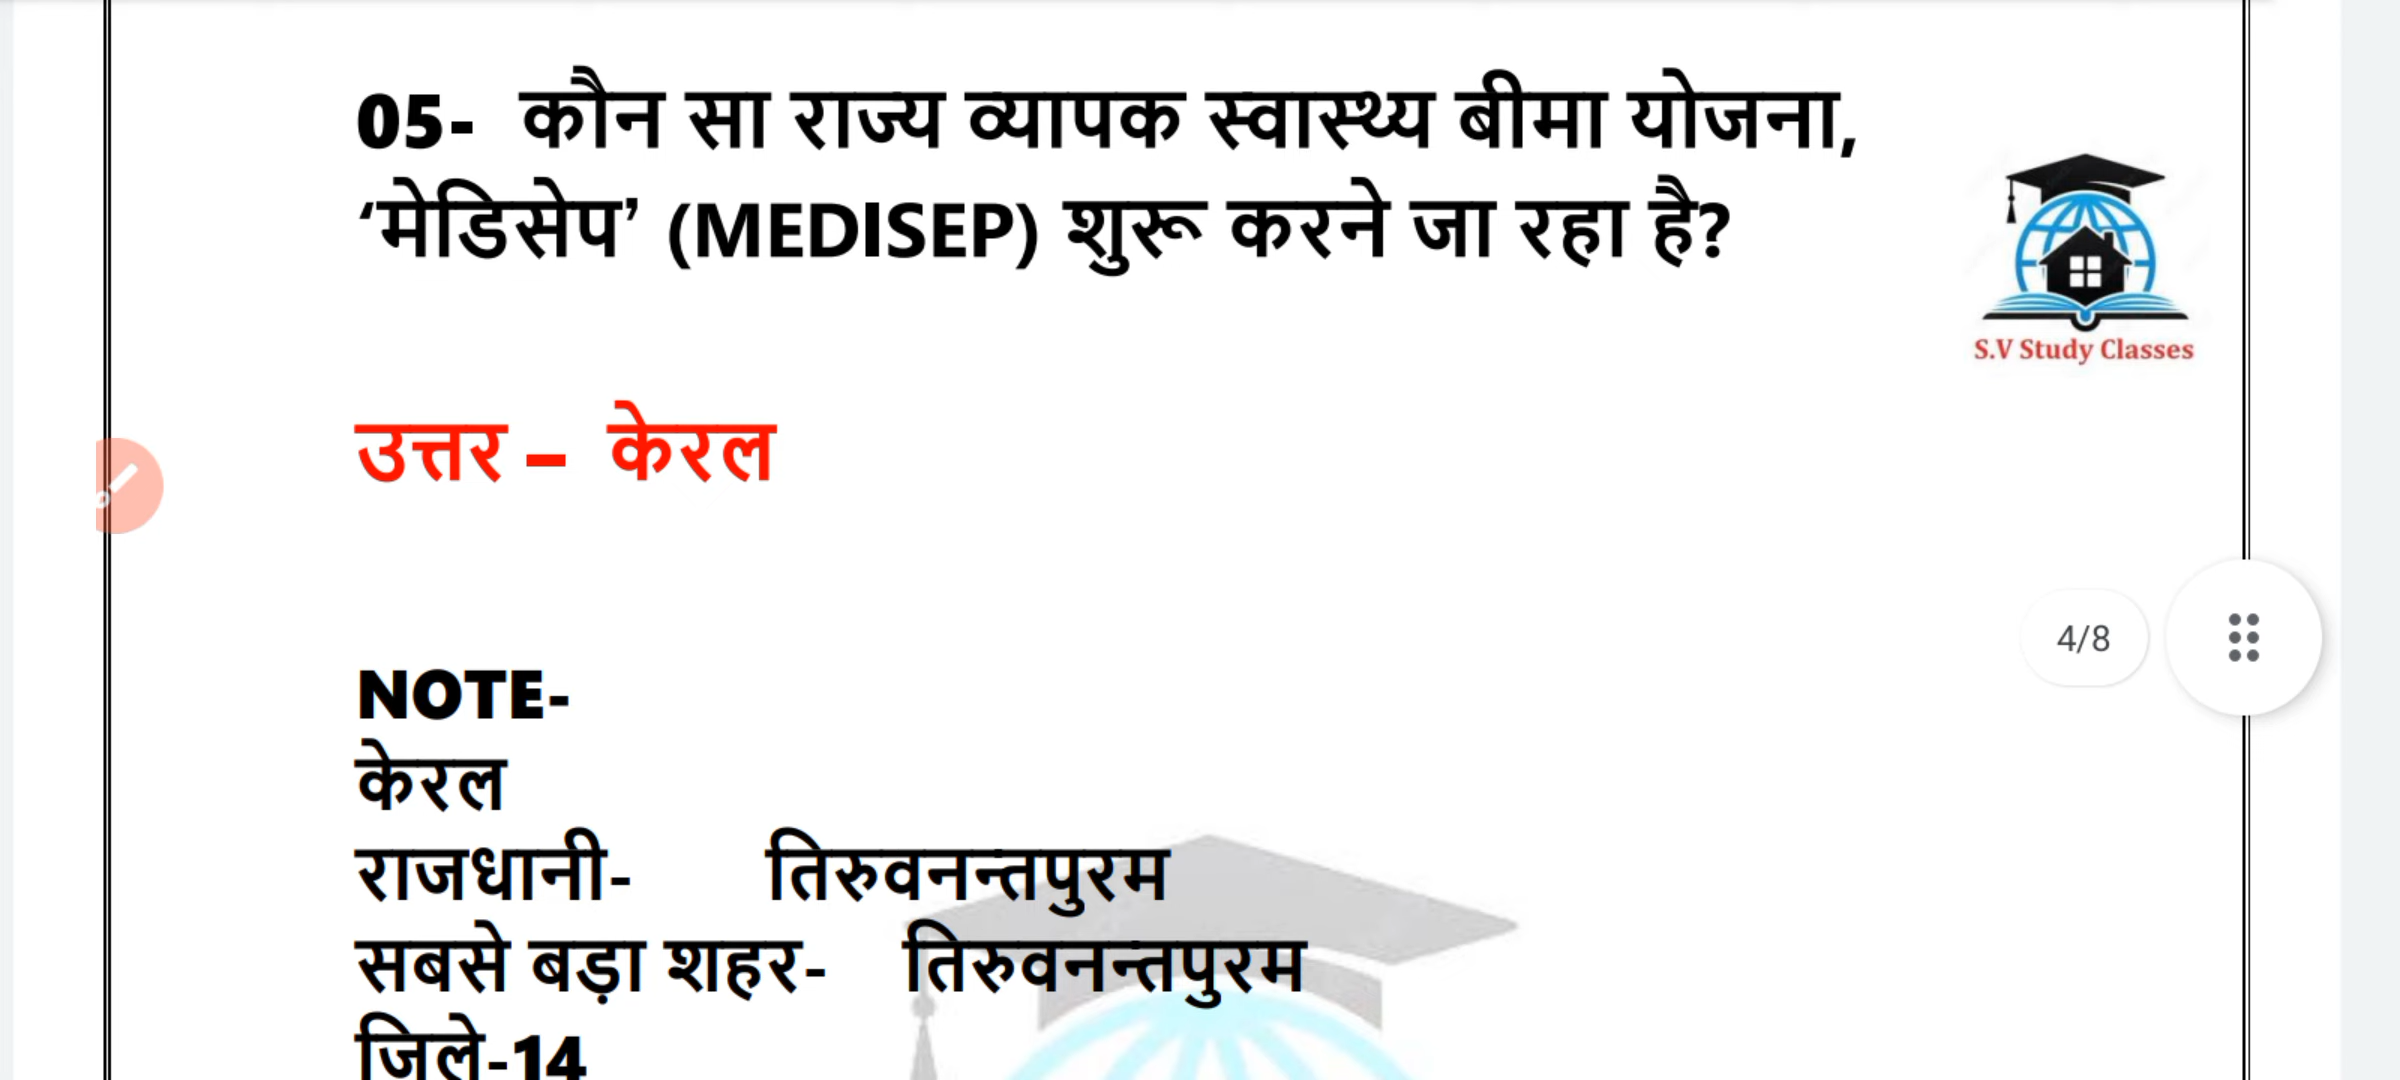 05- कौन सा राज्य व्यापक स्वास्थ्य बीमा योजना,
‘मेडिसेप’ (MEDISEP) शुरू करने जा रहा है?
S.V Study Classes
उत्तर – केरल
4/8
NOTE-
केरल
राजधानी- तिरुवनन्तपुरम
सबसे बड़ा शहर- तिरुवनन्तपुरम
जिले-14